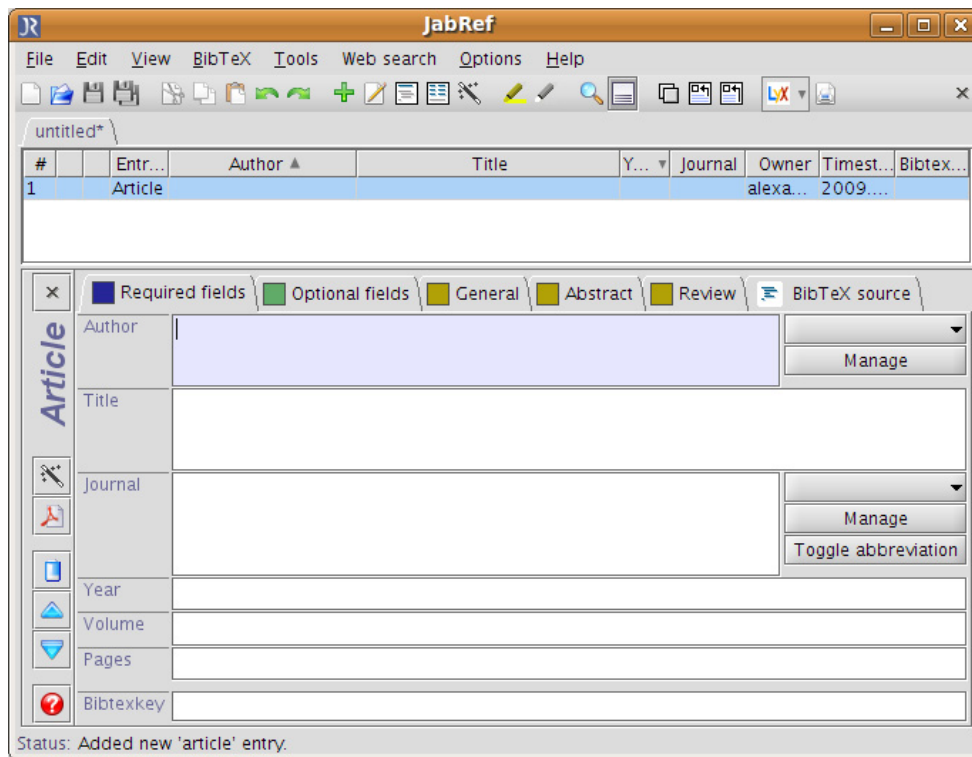 JR JabRef
File Edit View BibTeX Tools Web search Options Help
LyX
untitled*
# Entr... Author Title Y... Journal Owner Timest... Bibtex...
1 Article alexa... 2009....
Required fields Optional fields General Abstract Review BibTeX source
Article
Author
Manage
Title
Journal
Manage
Toggle abbreviation
Year
Volume
Pages
Bibtexkey
Status: Added new 'article' entry.